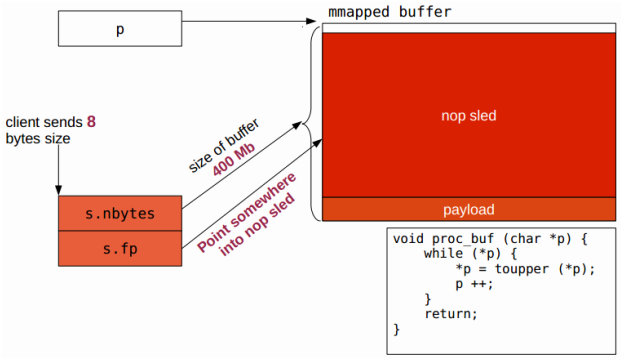 mmapped buffer
p
nop sled
client sends 8
bytes size
size of buffer
400 Mb
s.nbytes
s.fp
Point somewhere
into nop sled
payload
void proc_buf (char *p) {
    while (*p) {
        *p = toupper (*p);
        p ++;
    }
    return;
}